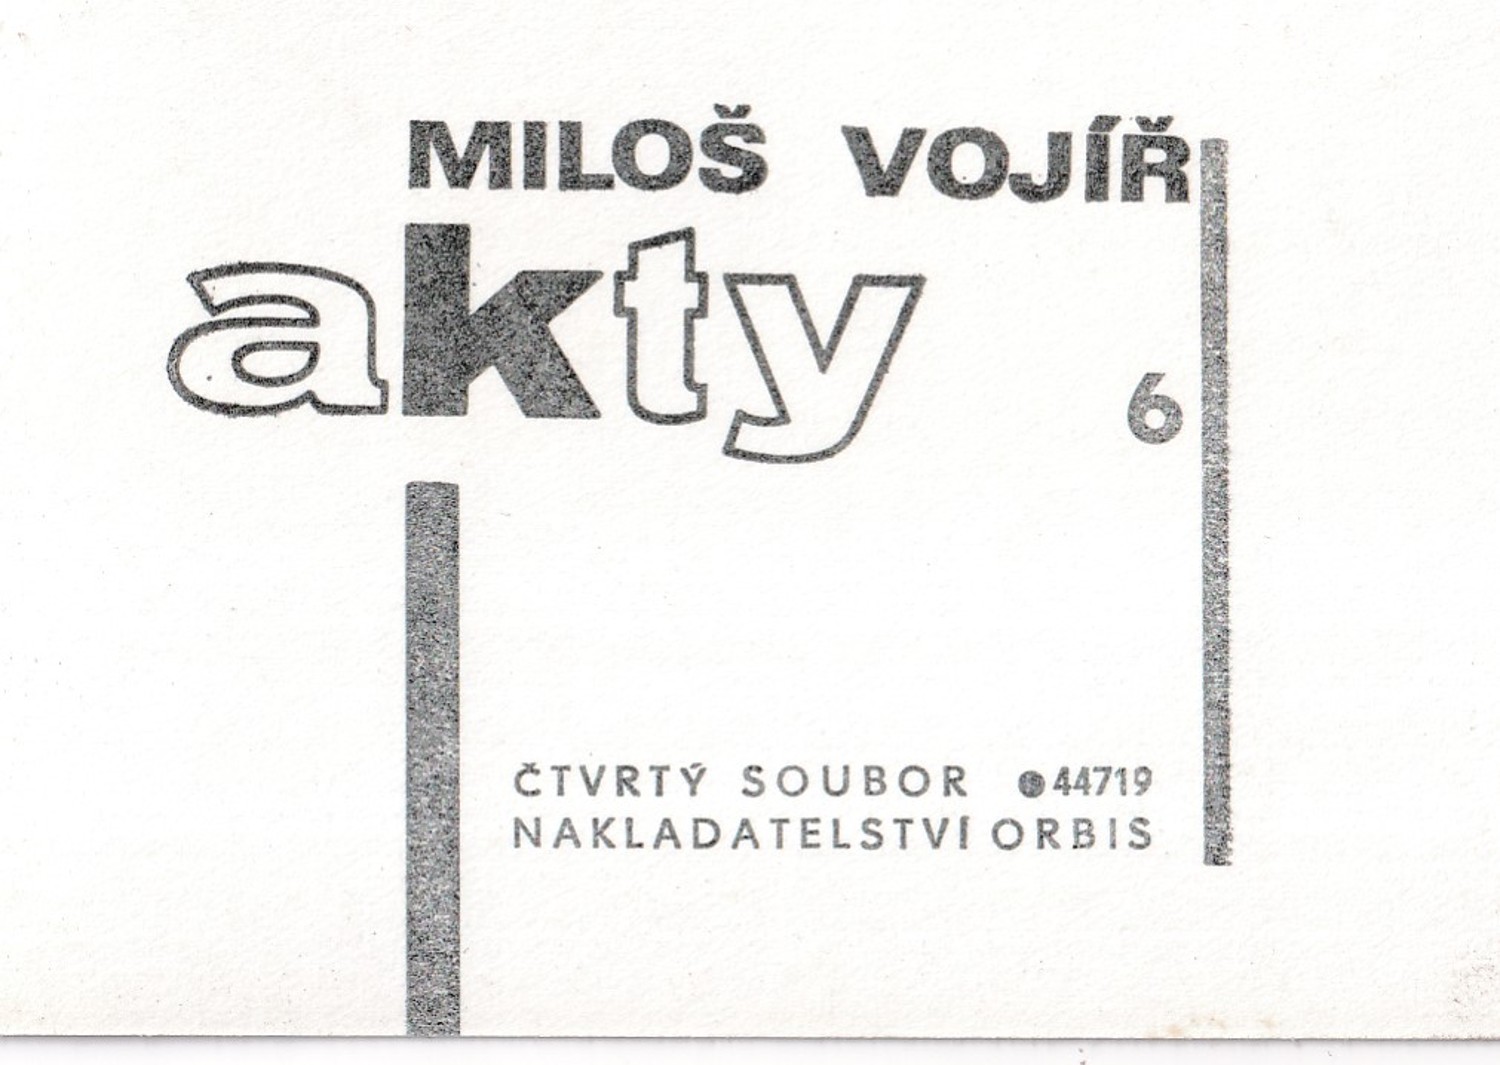 MILOŠ VOJÍŘ
akty
6
ČTVRTÝ SOUBOR ●44719
NAKLADATELSTVÍ ORBIS